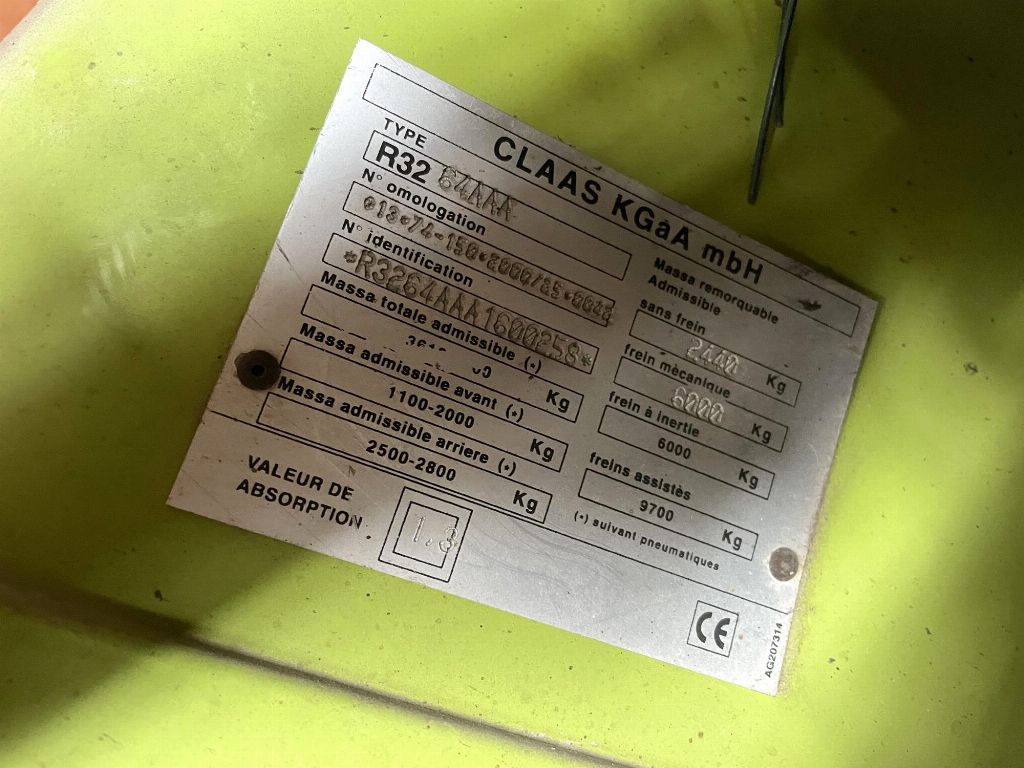 CLAAS KGaA mbH
TYPE
R32 64AAA
N° omologation
N° identification
*R3264AAA1600258*
Massa totale admissible (•)
Kg
Massa admissible avant (•)
1100-2000 Kg
Massa admissible arriere (•)
2500-2800 Kg
Massa remorquable
Admissible
sans frein
2440 Kg
frein mècanique
6000 Kg
frein à inertie
6000 Kg
freins assistès
9700 Kg
(•) suivant pneumatiques
VALEUR DE
ABSORPTION
1.3
CE
AG207314